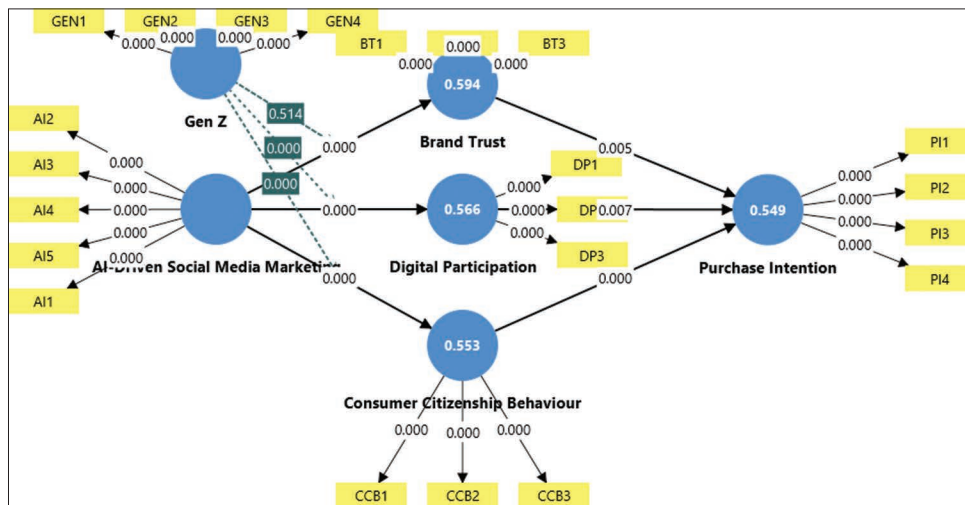 GEN1 GEN2 GEN3 GEN4
0.000 0.000 0.000 0.000
BT1 0.000 BT3
0.000 0.000
0.594
Gen Z
0.514
Brand Trust
AI2
0.000
0.000
0.000
0.005
PI1
AI3
0.000
0.000
DP1
0.000
0.000
PI2
0.000
AI4
0.000
0.000
0.566
0.000
DP
0.007
0.549
0.000
PI3
AI5
0.000
0.000
DP3
0.000
PI4
AI-Driven Social Media Marketing
0.000
Digital Participation
Purchase Intention
AI1
0.000
0.000
0.553
Consumer Citizenship Behaviour
0.000 0.000 0.000
CCB1 CCB2 CCB3